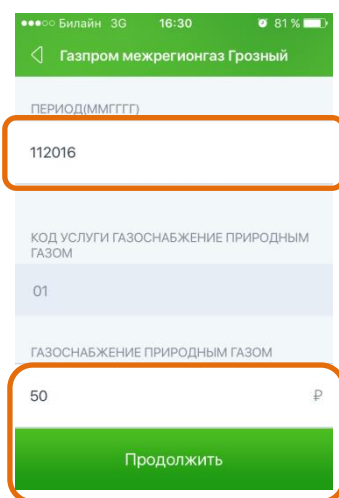 Билайн 3G 16:30 81 %
Газпром межрегионгаз Грозный
ПЕРИОД(ММГГГГ)
112016
КОД УСЛУГИ ГАЗОСНАБЖЕНИЕ ПРИРОДНЫМ
ГАЗОМ
01
ГАЗОСНАБЖЕНИЕ ПРИРОДНЫМ ГАЗОМ
50 ₽
Продолжить